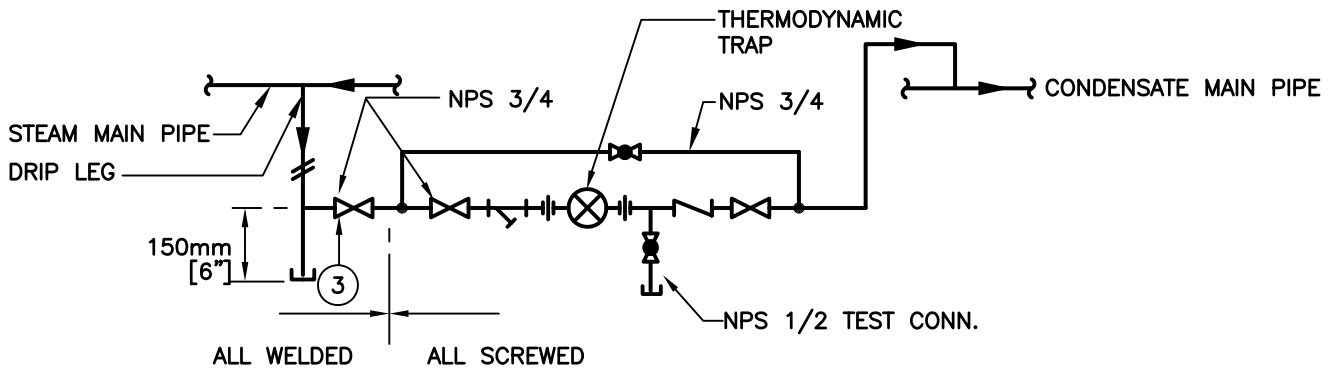 THERMODYNAMIC
TRAP
NPS 3/4
NPS 3/4
CONDENSATE MAIN PIPE
STEAM MAIN PIPE
DRIP LEG
150mm
[6"]
3
NPS 1/2 TEST CONN.
ALL WELDED
ALL SCREWED